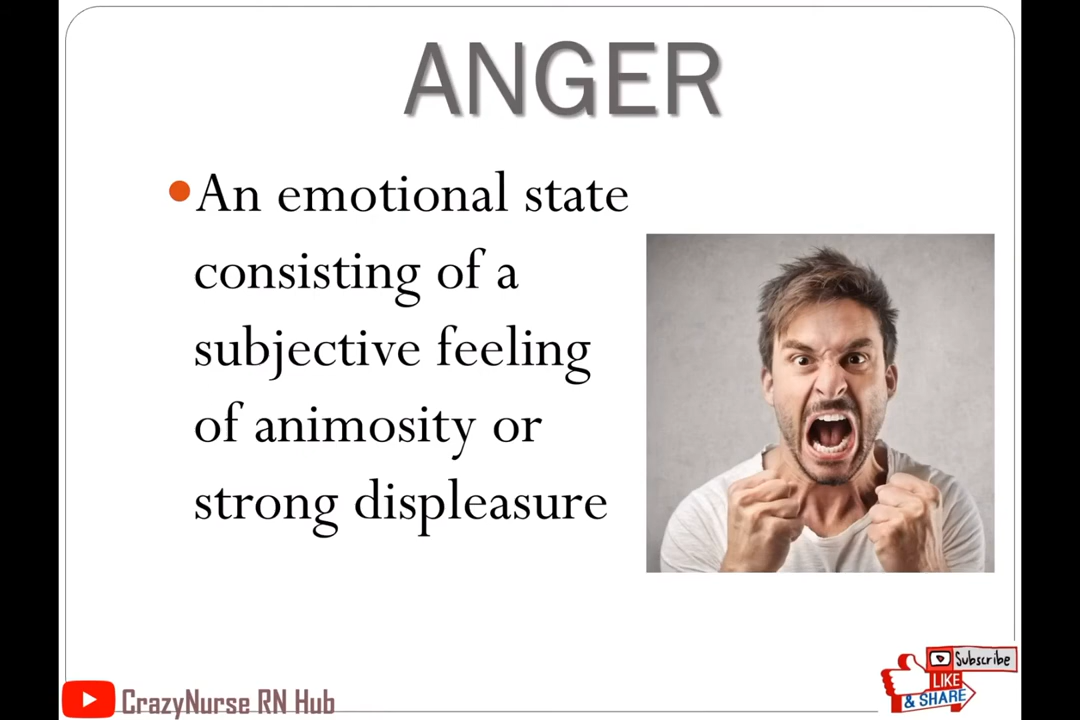 ANGER
An emotional state
consisting of a
subjective feeling
of animosity or
strong displeasure
Subscribe
LIKE
& SHARE
CrazyNurse RN Hub